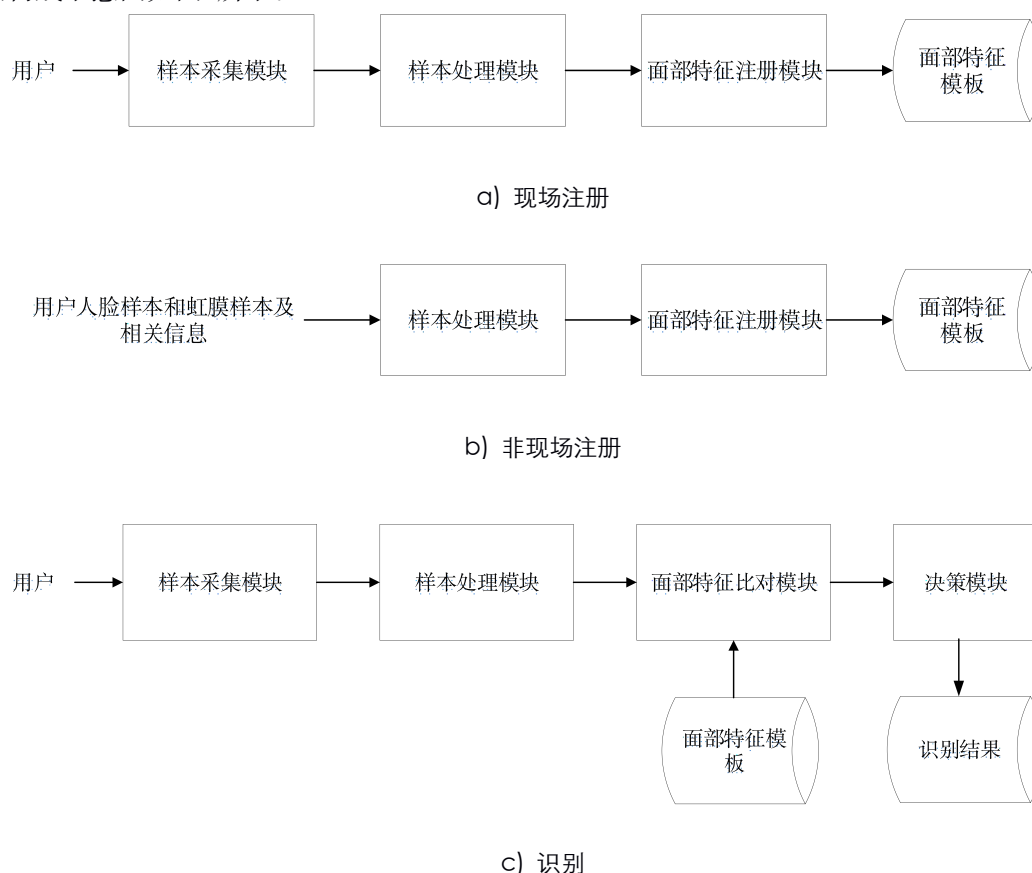 用户
样本采集模块
样本处理模块
面部特征注册模块
面部特征
模板
a) 现场注册
用户人脸样本和虹膜样本及
相关信息
样本处理模块
面部特征注册模块
面部特征
模板
b) 非现场注册
用户
样本采集模块
样本处理模块
面部特征比对模块
决策模块
面部特征模
板
识别结果
c) 识别